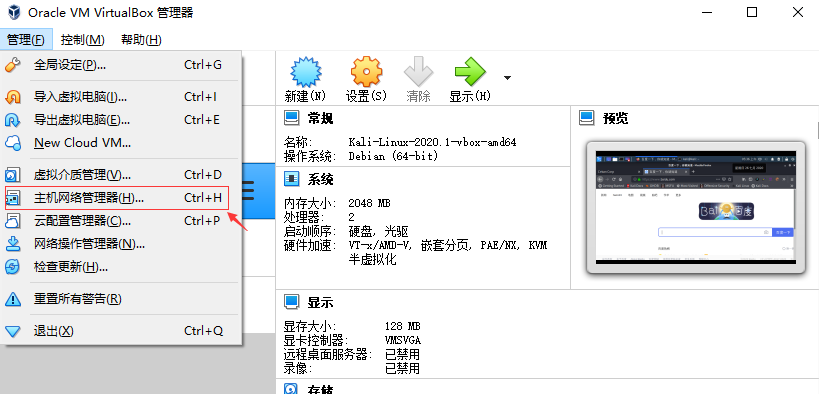 Oracle VM VirtualBox 管理器
管理(F) 控制(M) 帮助(H)
全局设定(P)... Ctrl+G
导入虚拟电脑(I)... Ctrl+I
导出虚拟电脑(E)... Ctrl+E
New Cloud VM...
虚拟介质管理(V)... Ctrl+D
主机网络管理器(H)... Ctrl+H
云配置管理器(C)... Ctrl+P
网络操作管理器(N)...
检查更新(H)...
重置所有警告(R)
退出(X) Ctrl+Q
新建(N) 设置(S) 清除 显示(H)
常规
名称: Kali-Linux-2020.1-vbox-amd64
操作系统: Debian (64-bit)
系统
内存大小: 2048 MB
处理器: 2
启动顺序: 硬盘, 光驱
硬件加速: VT-x/AMD-V, 嵌套分页, PAE/NX, KVM
半虚拟化
显示
显存大小: 128 MB
显卡控制器: VMSVGA
远程桌面服务器: 已禁用
录像: 已禁用
存储
预览